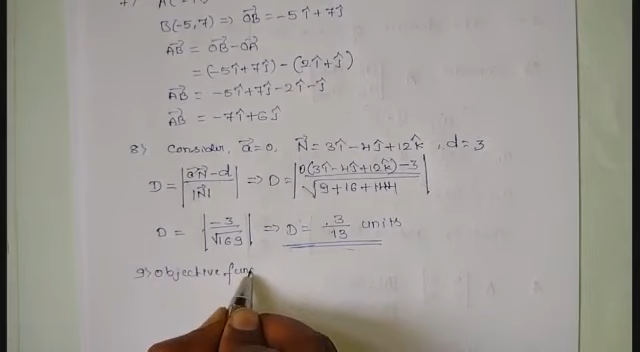 B(-5,7) => OB⃗ = -5î+7ĵ
AB⃗ = OB⃗-OA⃗
= (-5î+7ĵ) - (2î+ĵ)
AB⃗ = -5î+7ĵ-2î-ĵ
AB⃗ = -7î+6ĵ
8) Consider, a⃗=0, N⃗ = 3î-4ĵ+12k̂, d=3
D = |a⃗N⃗-d / |N⃗|| => D = |0(3î-4ĵ+12k̂)-3 / √9+16+144|
D = |-3 / √169| => D = 3/13 units
9) Objective func